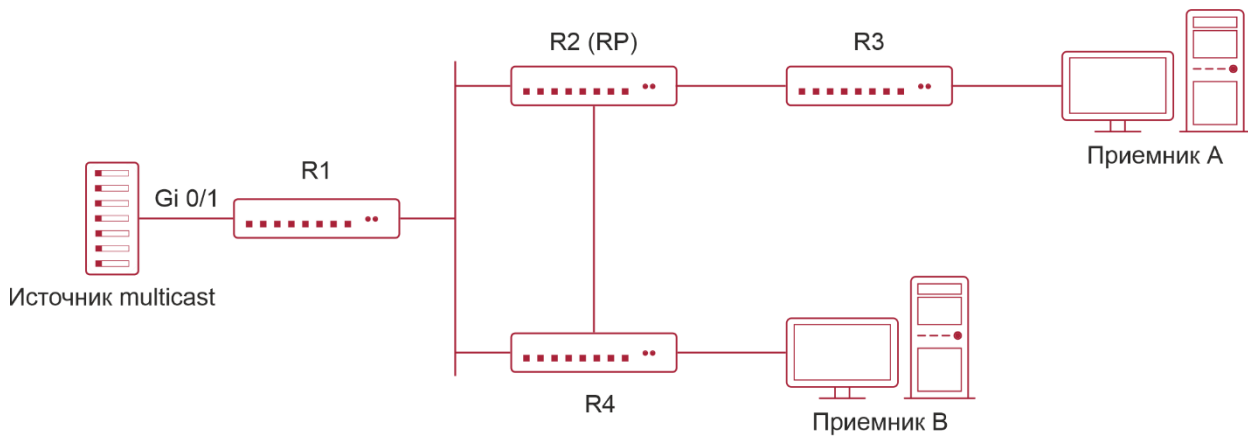 R2 (RP)
R3
Приемник А
R1
Gi 0/1
Источник multicast
R4
Приемник В